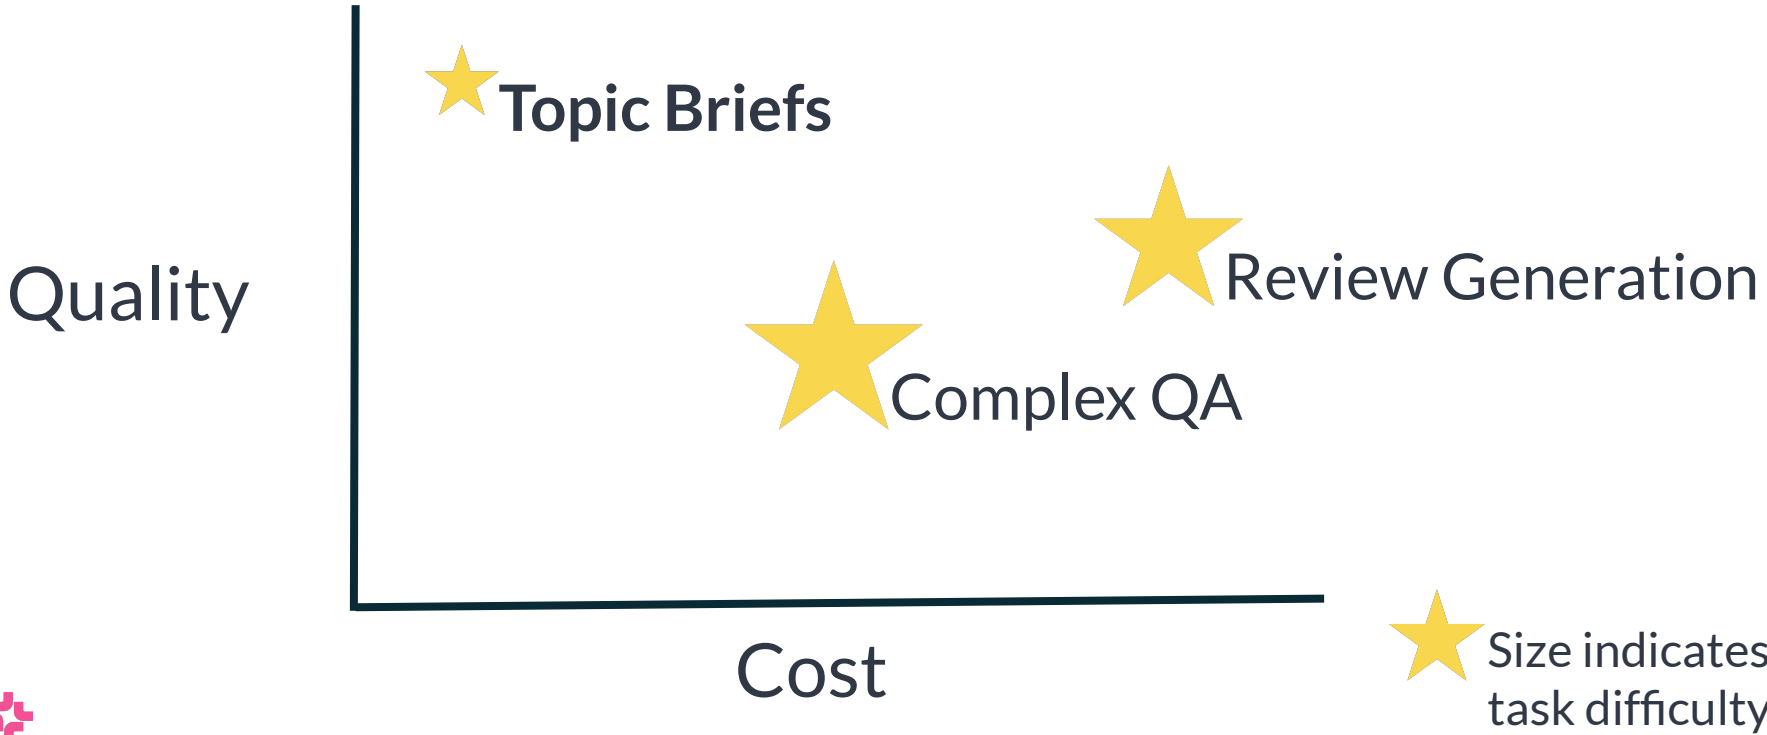 Topic Briefs
Review Generation
Quality
Complex QA
Cost
Size indicates
task difficulty